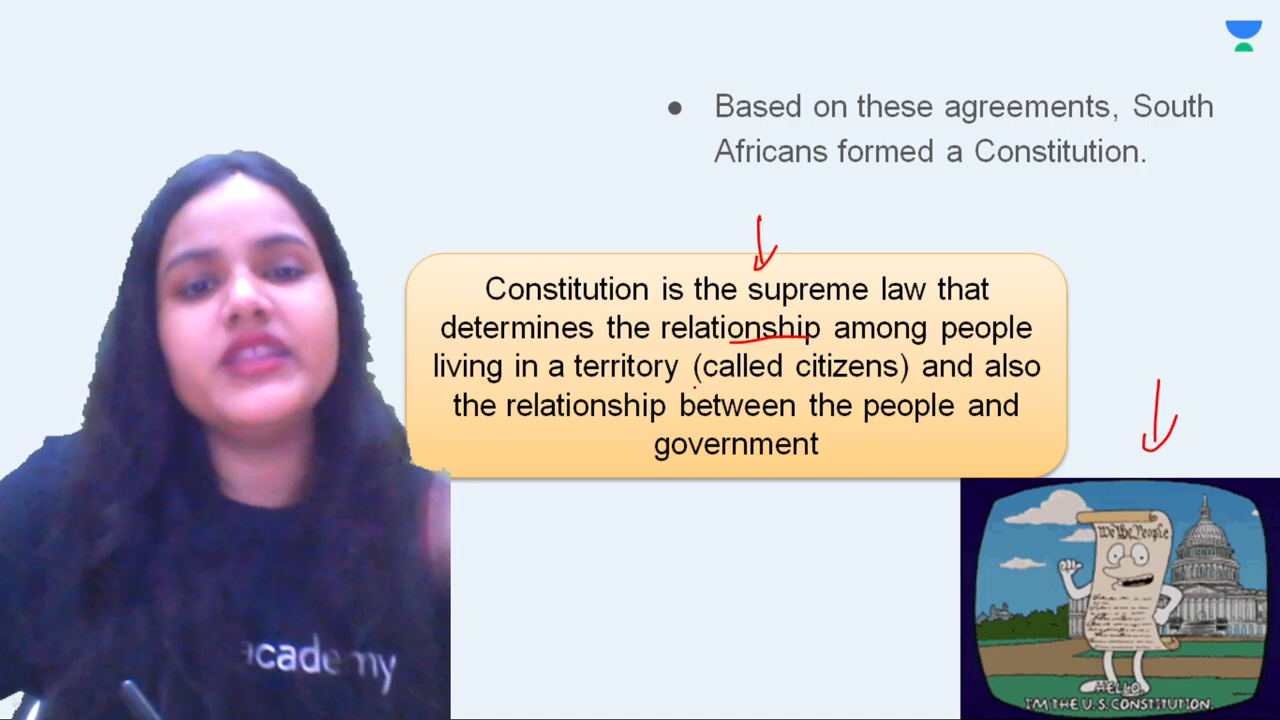 ● Based on these agreements, South
Africans formed a Constitution.
Constitution is the supreme law that
determines the relationship among people
living in a territory (called citizens) and also
the relationship between the people and
government
academy
We the People
HELLO.
I'M THE U.S. CONSTITUTION.